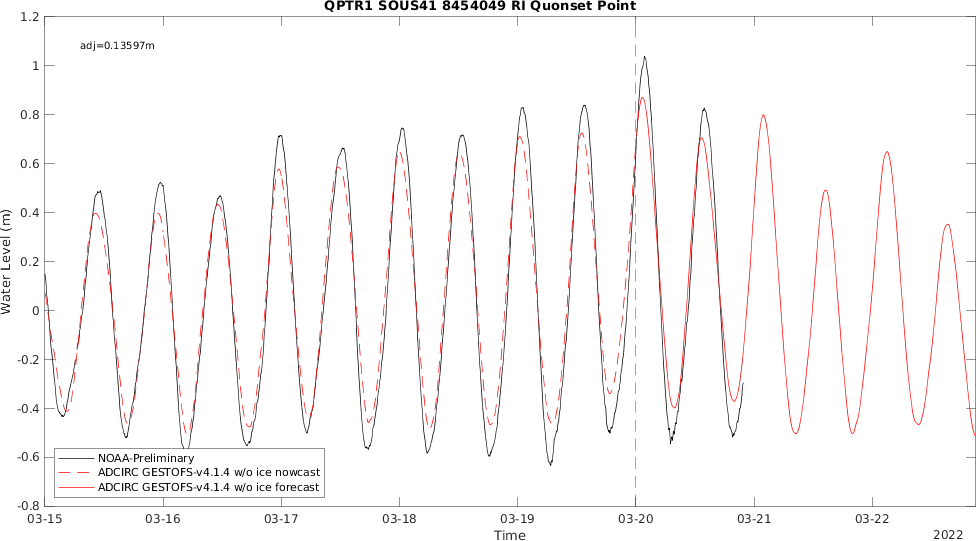 QPTR1 SOUS41 8454049 RI Quonset Point
adj=0.13597m
Water Level (m)
1.2
1
0.8
0.6
0.4
0.2
0
-0.2
-0.4
-0.6
-0.8
NOAA-Preliminary
ADCIRC GESTOFS-v4.1.4 w/o ice nowcast
ADCIRC GESTOFS-v4.1.4 w/o ice forecast
03-15 03-16 03-17 03-18 03-19 03-20 03-21 03-22
Time
2022